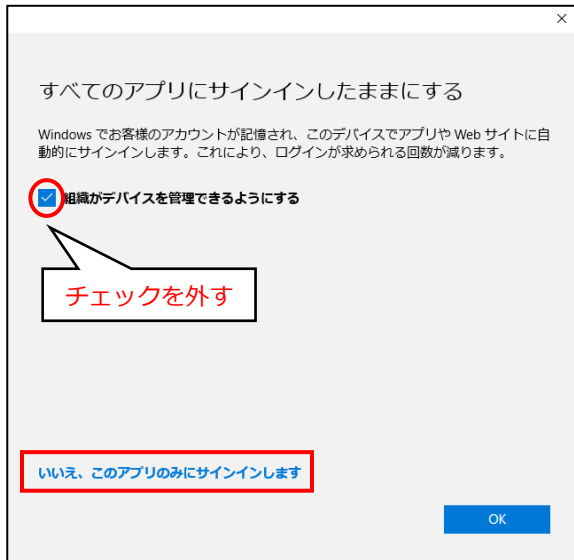 すべてのアプリにサインインしたままにする
Windows でお客様のアカウントが記憶され、このデバイスでアプリや Web サイトに自
動的にサインインします。これにより、ログインが求められる回数が減ります。
組織がデバイスを管理できるようにする
チェックを外す
いいえ、このアプリのみにサインインします
OK